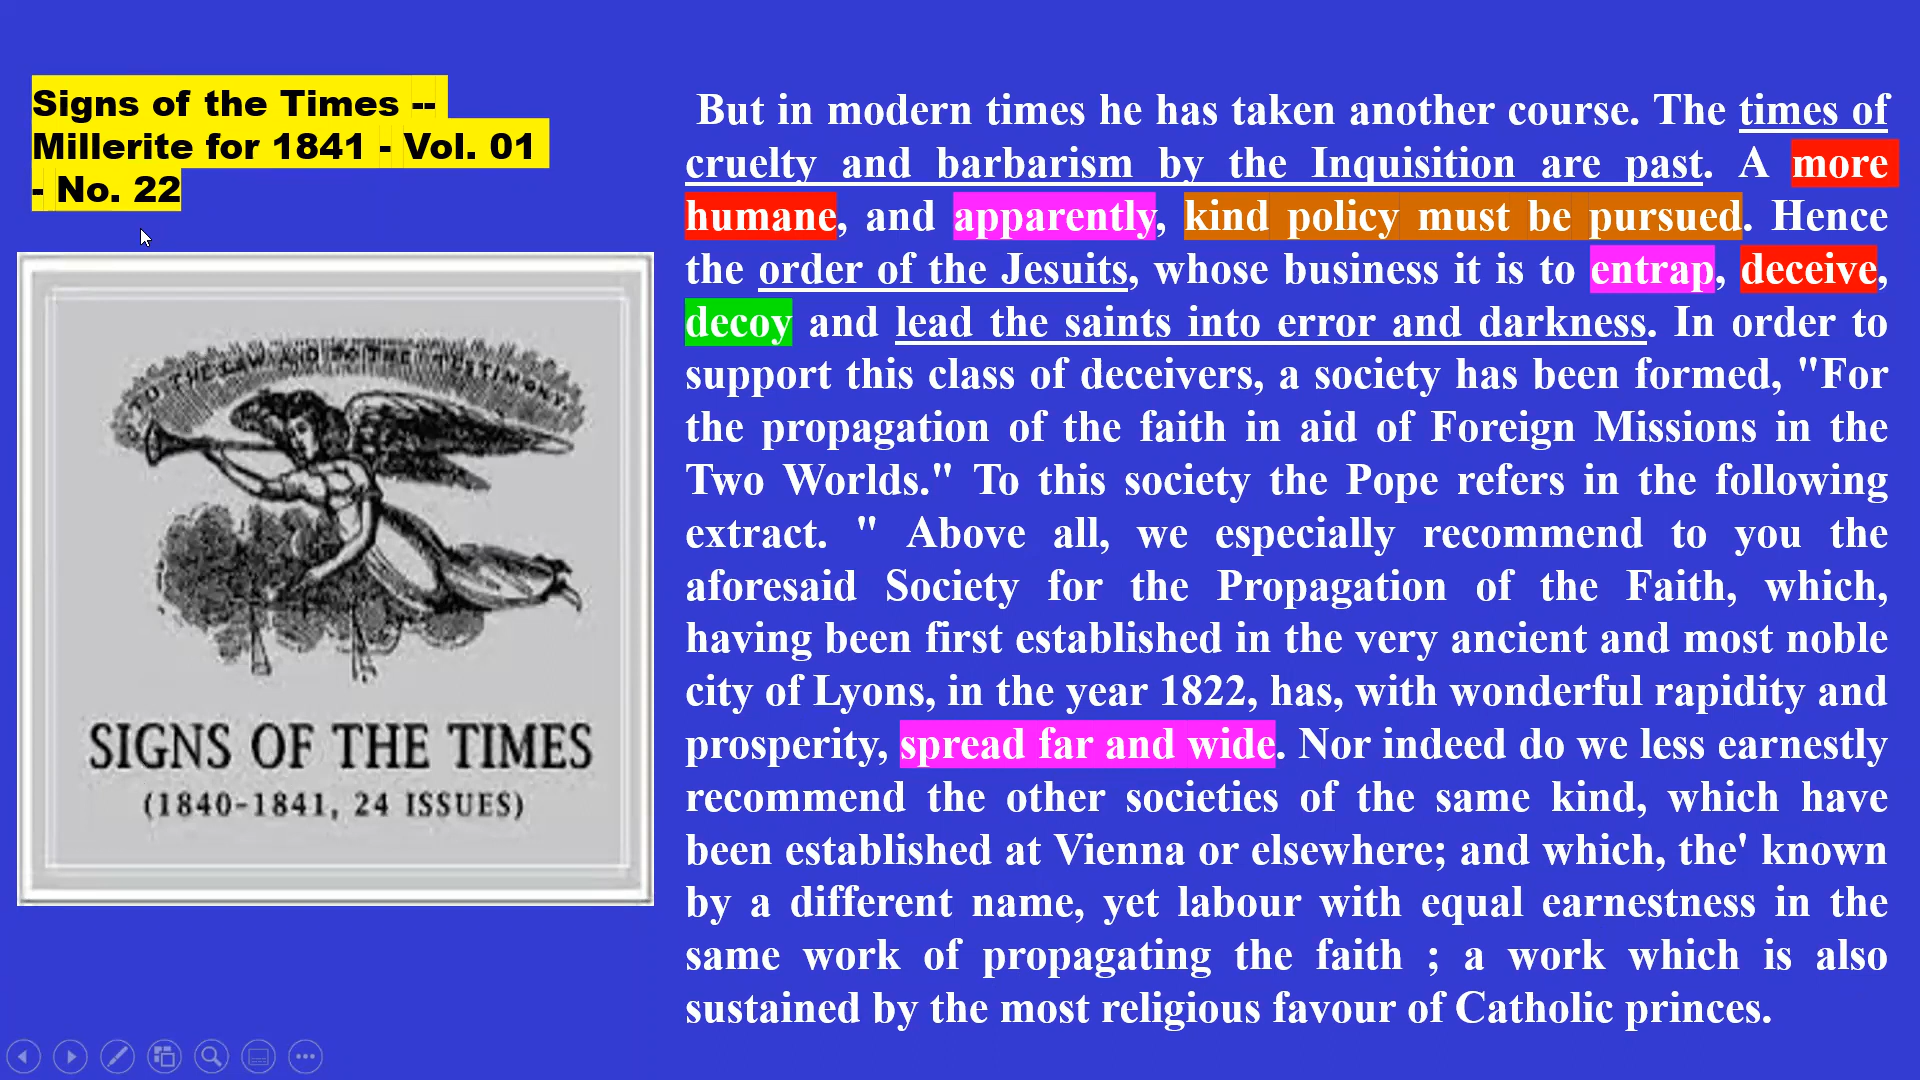 Signs of the Times --
Millerite for 1841 - Vol. 01
- No. 22
TO THE LAW AND TO THE TESTIMONY.
SIGNS OF THE TIMES
(1840-1841, 24 ISSUES)
But in modern times he has taken another course. The times of
cruelty and barbarism by the Inquisition are past. A more
humane, and apparently, kind policy must be pursued. Hence
the order of the Jesuits, whose business it is to entrap, deceive,
decoy and lead the saints into error and darkness. In order to
support this class of deceivers, a society has been formed, "For
the propagation of the faith in aid of Foreign Missions in the
Two Worlds." To this society the Pope refers in the following
extract. " Above all, we especially recommend to you the
aforesaid Society for the Propagation of the Faith, which,
having been first established in the very ancient and most noble
city of Lyons, in the year 1822, has, with wonderful rapidity and
prosperity, spread far and wide. Nor indeed do we less earnestly
recommend the other societies of the same kind, which have
been established at Vienna or elsewhere; and which, the' known
by a different name, yet labour with equal earnestness in the
same work of propagating the faith ; a work which is also
sustained by the most religious favour of Catholic princes.